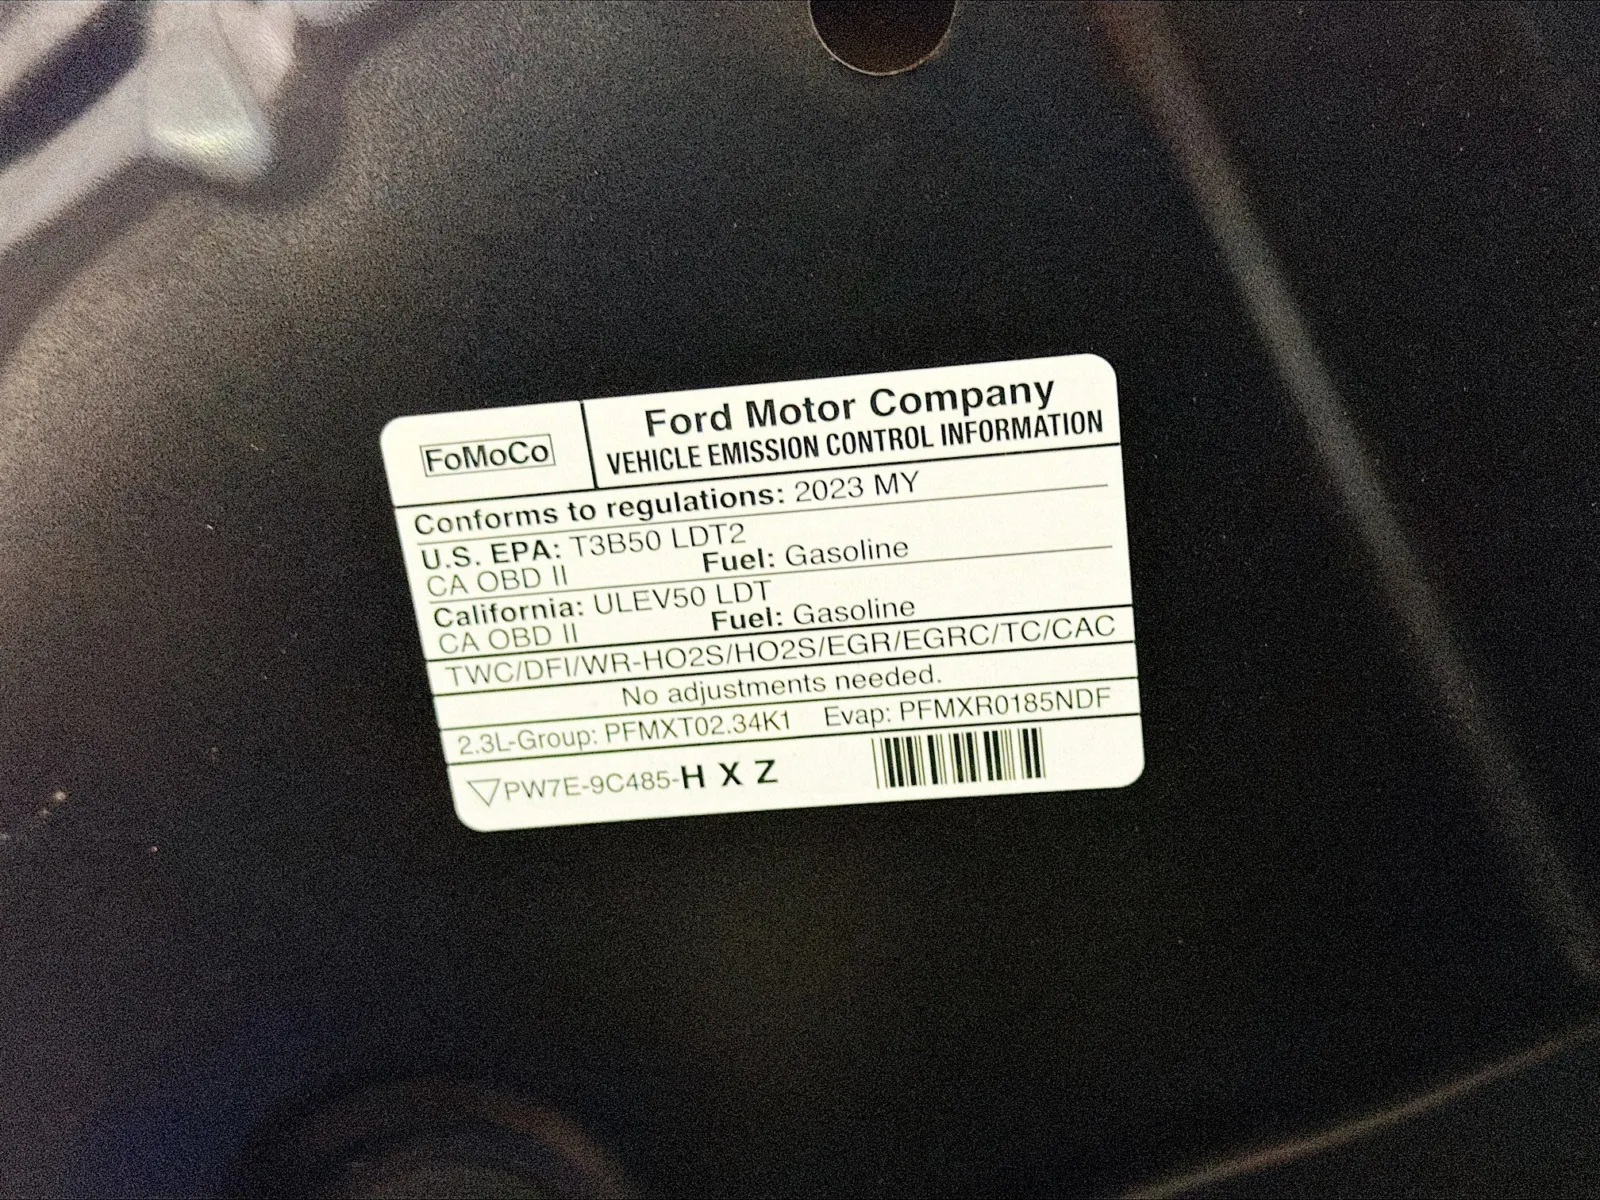 FoMoCo
Ford Motor Company
VEHICLE EMISSION CONTROL INFORMATION
Conforms to regulations: 2023 MY
U.S. EPA: T3B50 LDT2
CA OBD II Fuel: Gasoline
California: ULEV50 LDT
CA OBD II Fuel: Gasoline
TWC/DFI/WR-HO2S/HO2S/EGR/EGRC/TC/CAC
No adjustments needed.
2.3L-Group: PFMXT02.34K1 Evap: PFMXR0185NDF
PW7E-9C485-H X Z